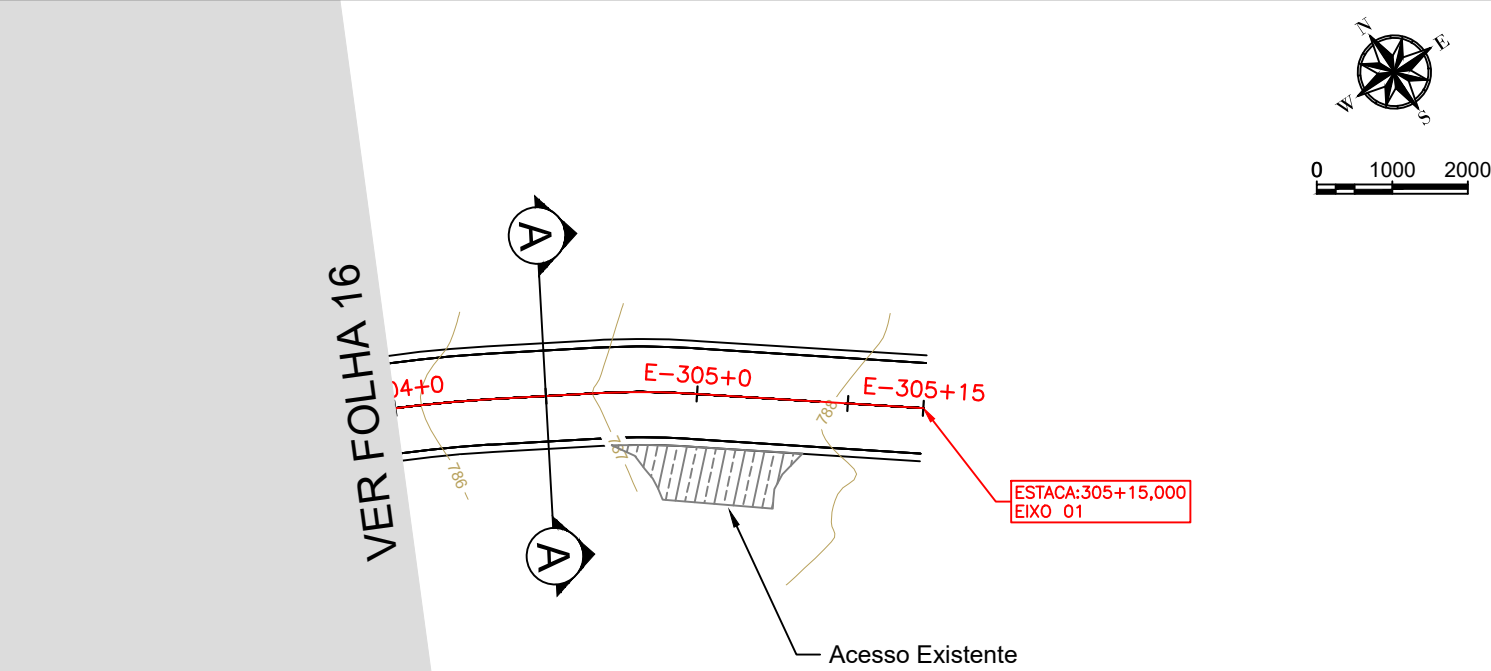 N
E
W
S
0 1000 2000
A
VER FOLHA 16
04+0
E-305+0
E-305+15
788
787
786
ESTACA:305+15,000
EIXO 01
A
Acesso Existente